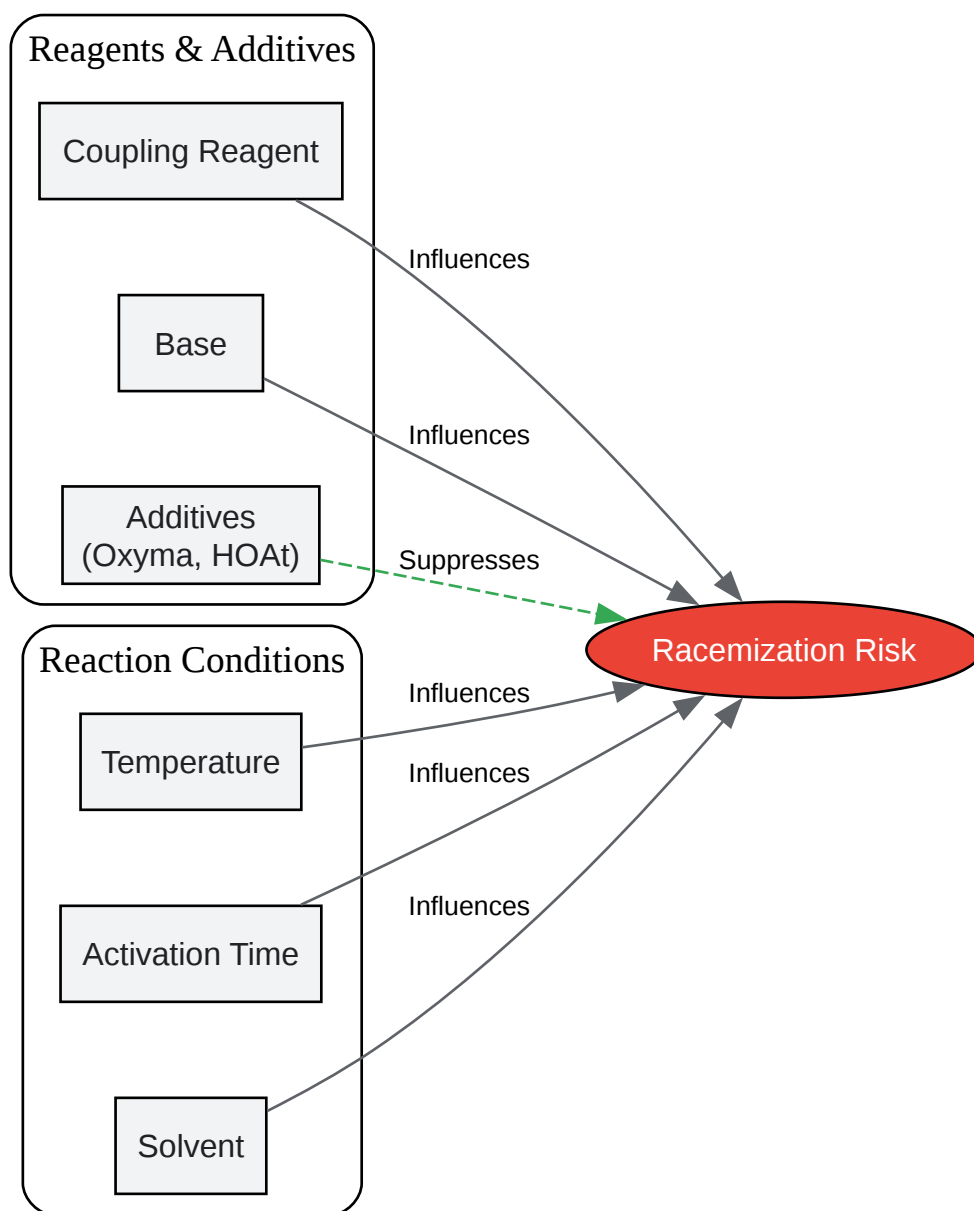 Reagents & Additives
Coupling Reagent
Influences
Base
Influences
Additives
(Oxyma, HOAt)
Suppresses
Racemization Risk
Reaction Conditions
Influences
Temperature
Influences
Activation Time
Influences
Solvent